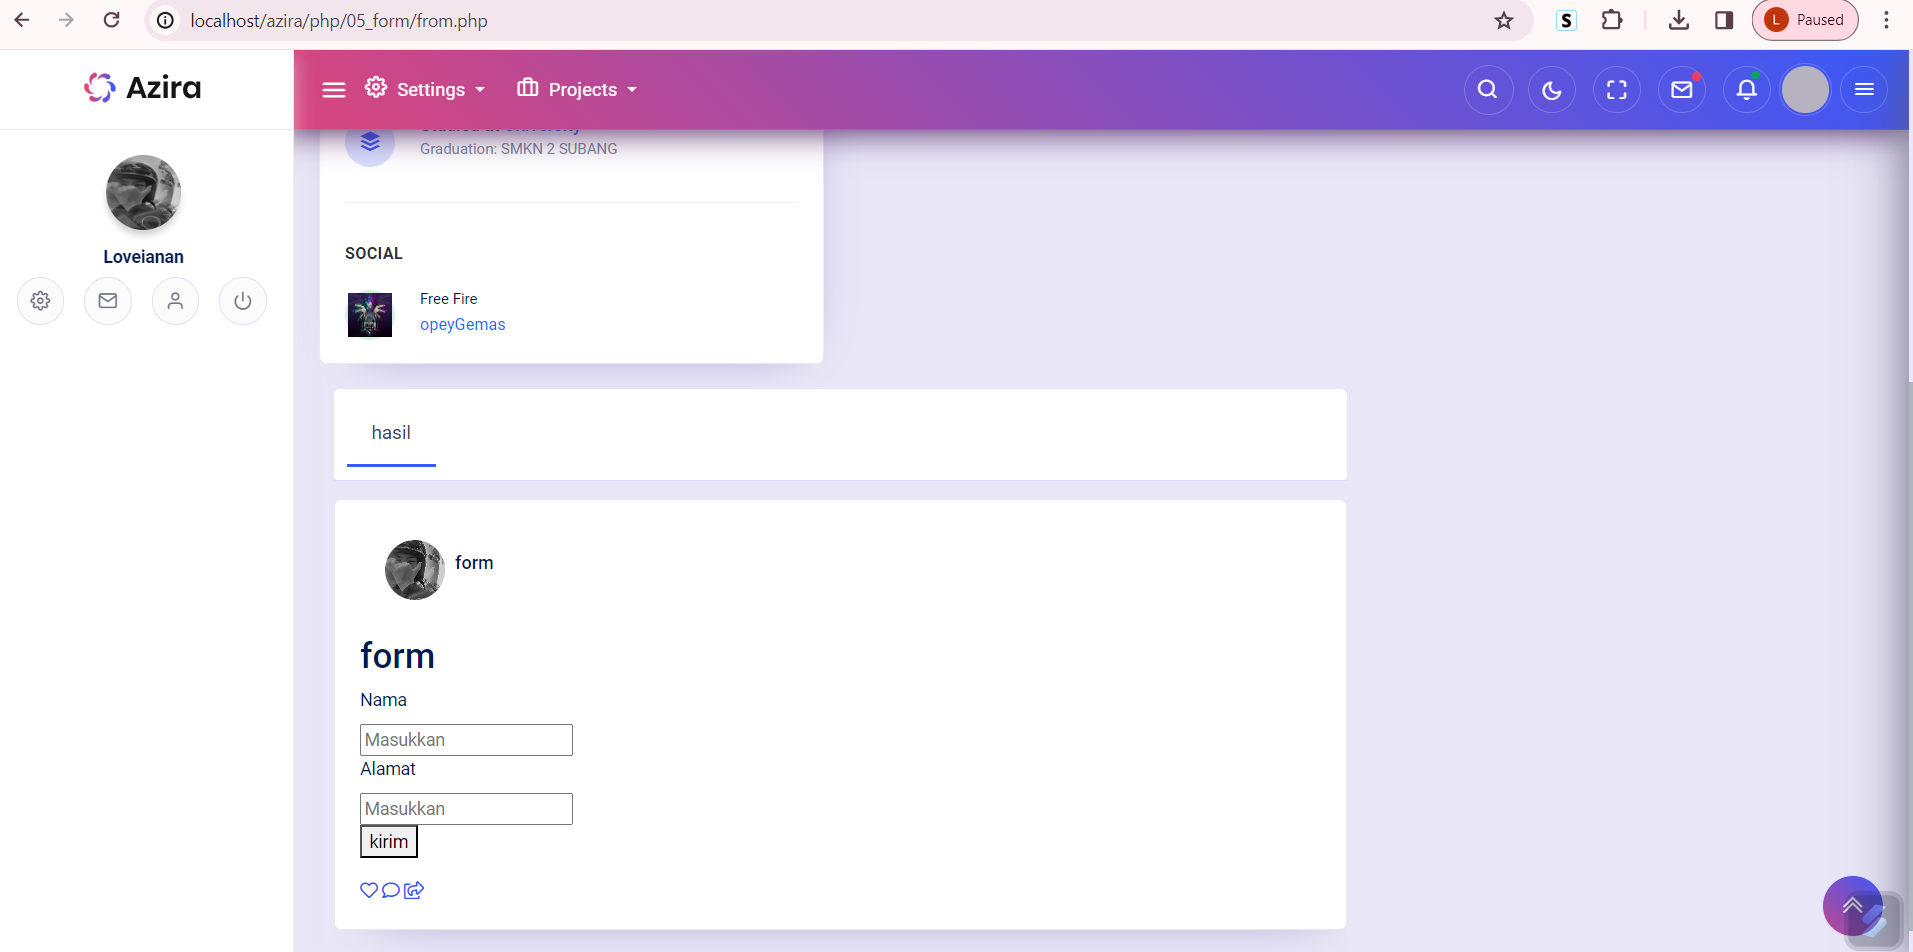 localhost/azira/php/05_form/from.php
S
L Paused
Azira
Settings
Projects
Loveianan
Graduation: SMKN 2 SUBANG
SOCIAL
Free Fire
opeyGemas
hasil
form
form
Nama
Masukkan
Alamat
Masukkan
kirim